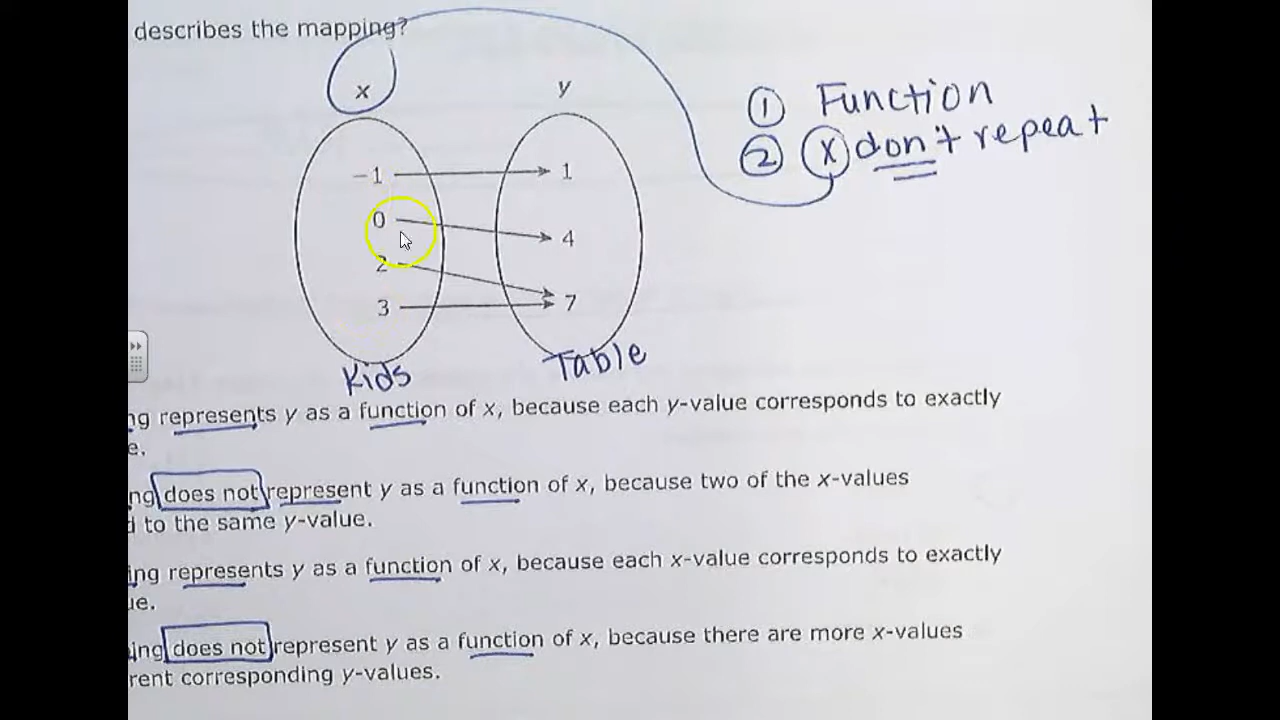 describes the mapping?
x y
① Function
② x don't repeat
−1 1
0 4
2
3 7
Kids Table
ng represents y as a function of x, because each y-value corresponds to exactly
e.
ng does not represent y as a function of x, because two of the x-values
d to the same y-value.
ing represents y as a function of x, because each x-value corresponds to exactly
ue.
ing does not represent y as a function of x, because there are more x-values
rent corresponding y-values.